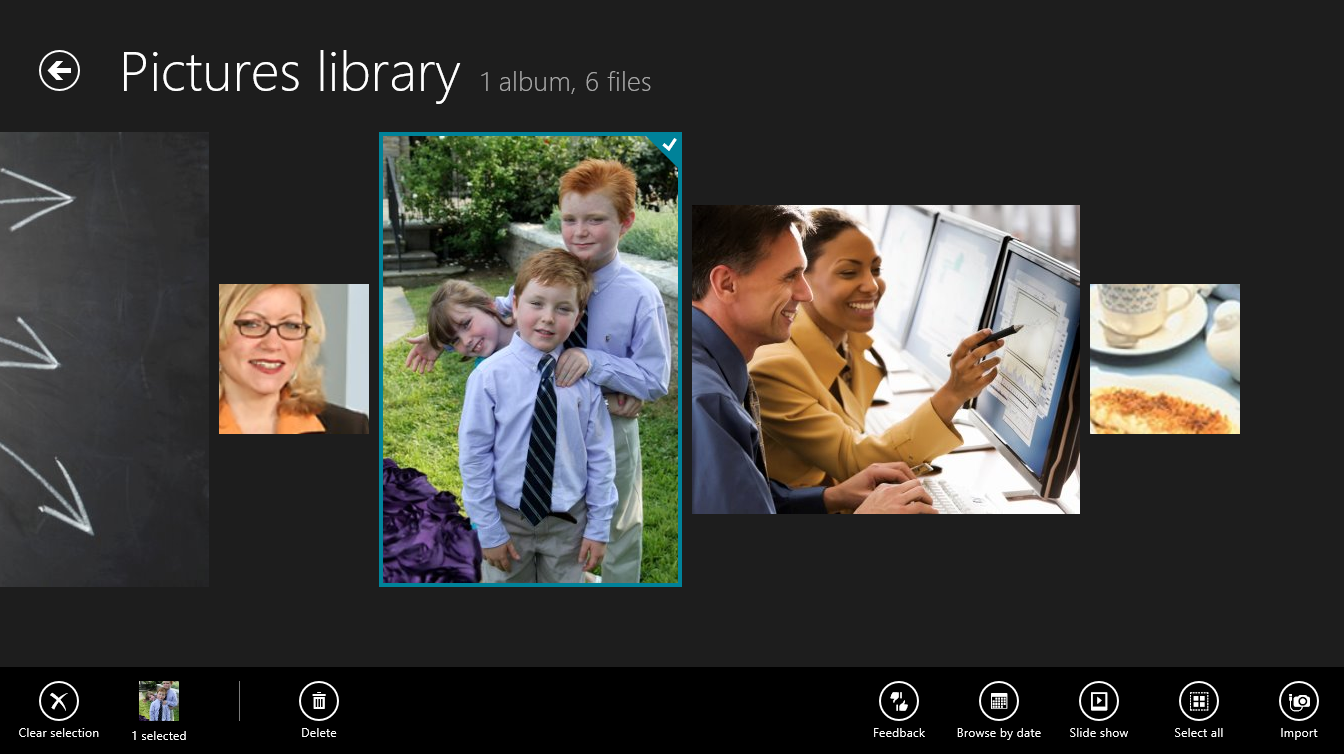 Pictures library 1 album, 6 files
Clear selection
1 selected
Delete
Feedback
Browse by date
Slide show
Select all
Import